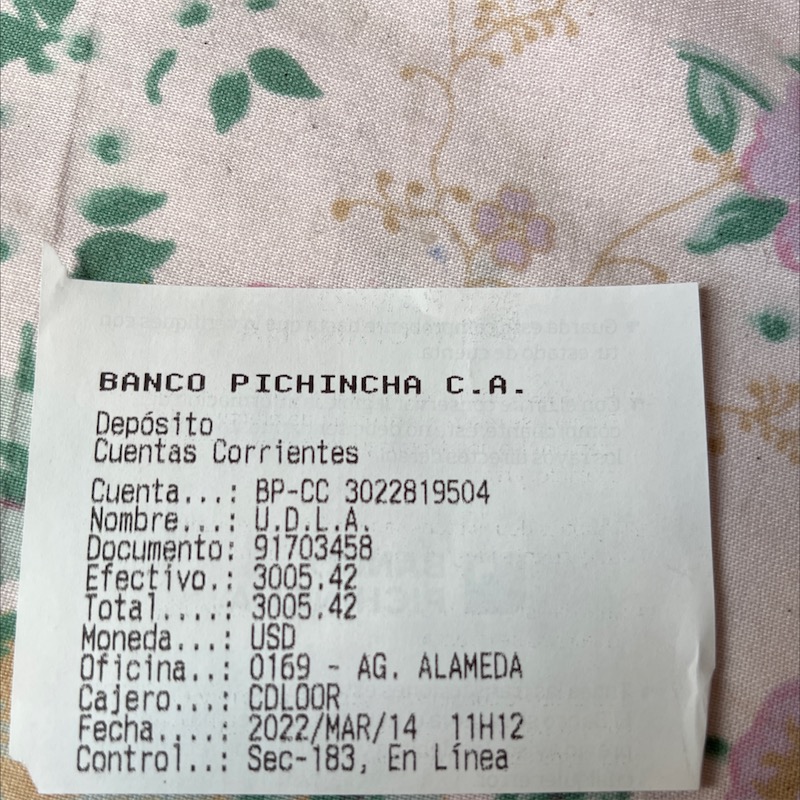 BANCO PICHINCHA C.A.
Depósito
Cuentas Corrientes
Cuenta...: BP-CC 3022819504
Nombre...: U.D.L.A.
Documento: 91703458
Efectivo.: 3005.42
Total....: 3005.42
Moneda...: USD
Oficina..: 0169 - AG. ALAMEDA
Cajero...: CDLOOR
Fecha....: 2022/MAR/14 11H12
Control..: Sec-183, En Línea